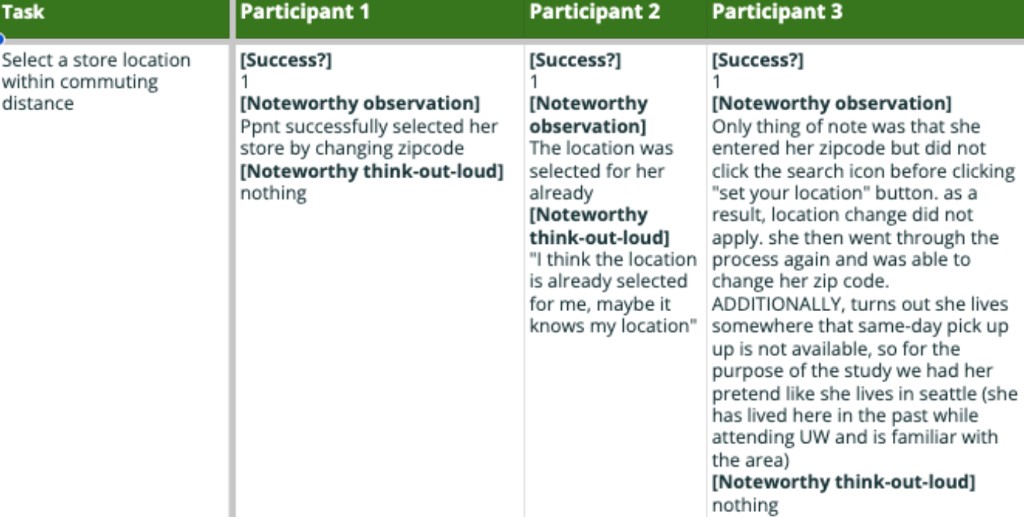 Task
Participant 1
Participant 2
Participant 3
Select a store location
within commuting
distance
[Success?]
1
[Noteworthy observation]
Ppnt successfully selected her
store by changing zipcode
[Noteworthy think-out-loud]
nothing
[Success?]
1
[Noteworthy
observation]
The location was
selected for her
already
[Noteworthy
think-out-loud]
"I think the location
is already selected
for me, maybe it
knows my location"
[Success?]
1
[Noteworthy observation]
Only thing of note was that she
entered her zipcode but did not
click the search icon before clicking
"set your location" button. as a
result, location change did not
apply. she then went through the
process again and was able to
change her zip code.
ADDITIONALLY, turns out she lives
somewhere that same-day pick up
up is not available, so for the
purpose of the study we had her
pretend like she lives in seattle (she
has lived here in the past while
attending UW and is familiar with
the area)
[Noteworthy think-out-loud]
nothing